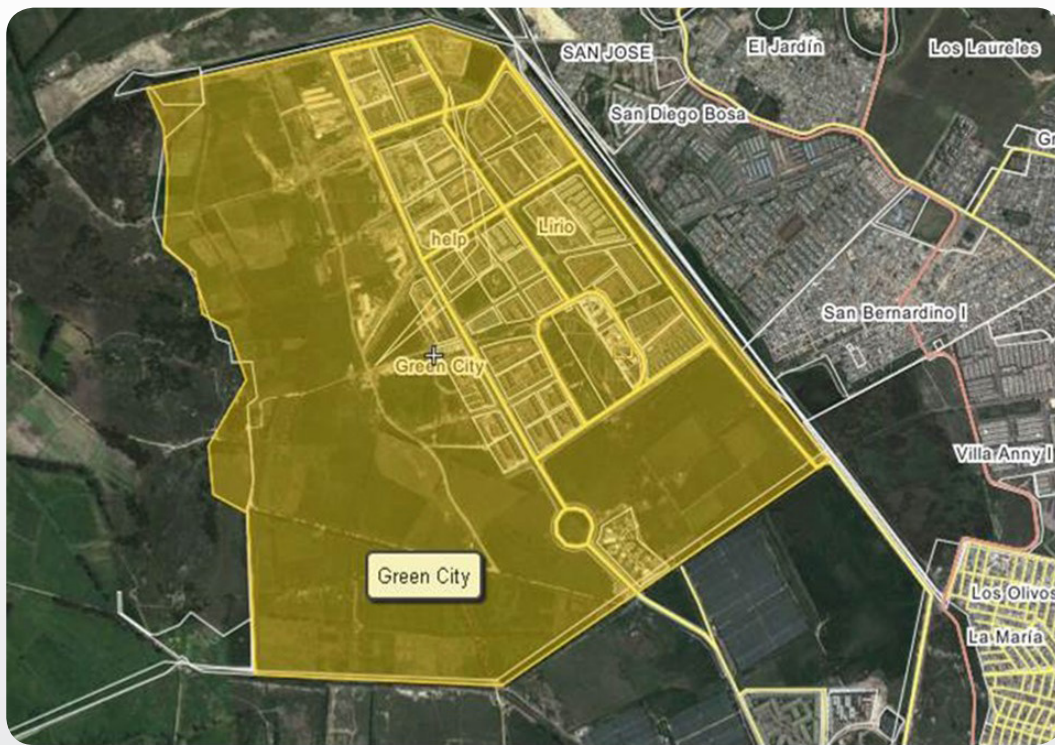 SAN JOSE
El Jardín
Los Laureles
San Diego Bosa
Gr
help
Lirio
San Bernardino I
Green City
Villa Anny I
Green City
Los Olivos
La María